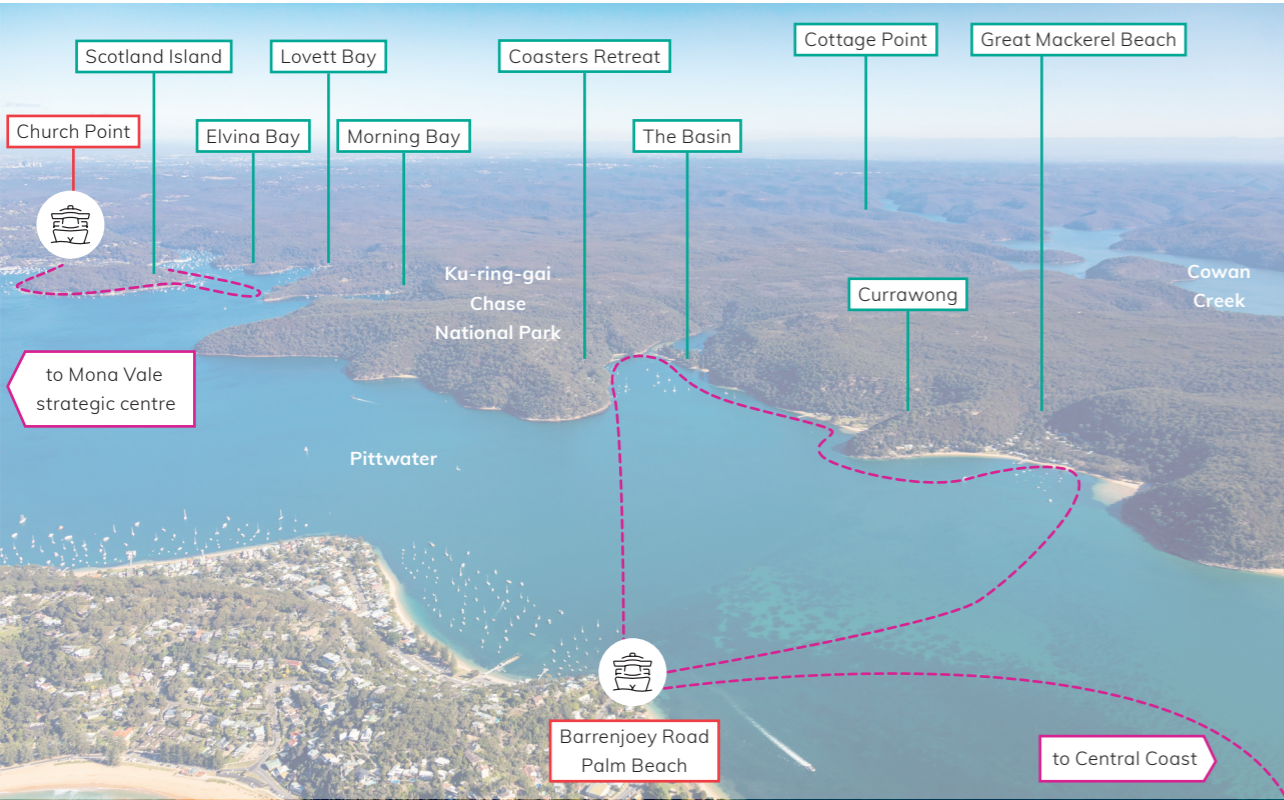 Scotland Island
Lovett Bay
Coasters Retreat
Cottage Point
Great Mackerel Beach
Church Point
Elvina Bay
Morning Bay
The Basin
Ku-ring-gai
Chase
National Park
Cowan
Creek
Currawong
to Mona Vale
strategic centre
Pittwater
Barrenjoey Road
Palm Beach
to Central Coast